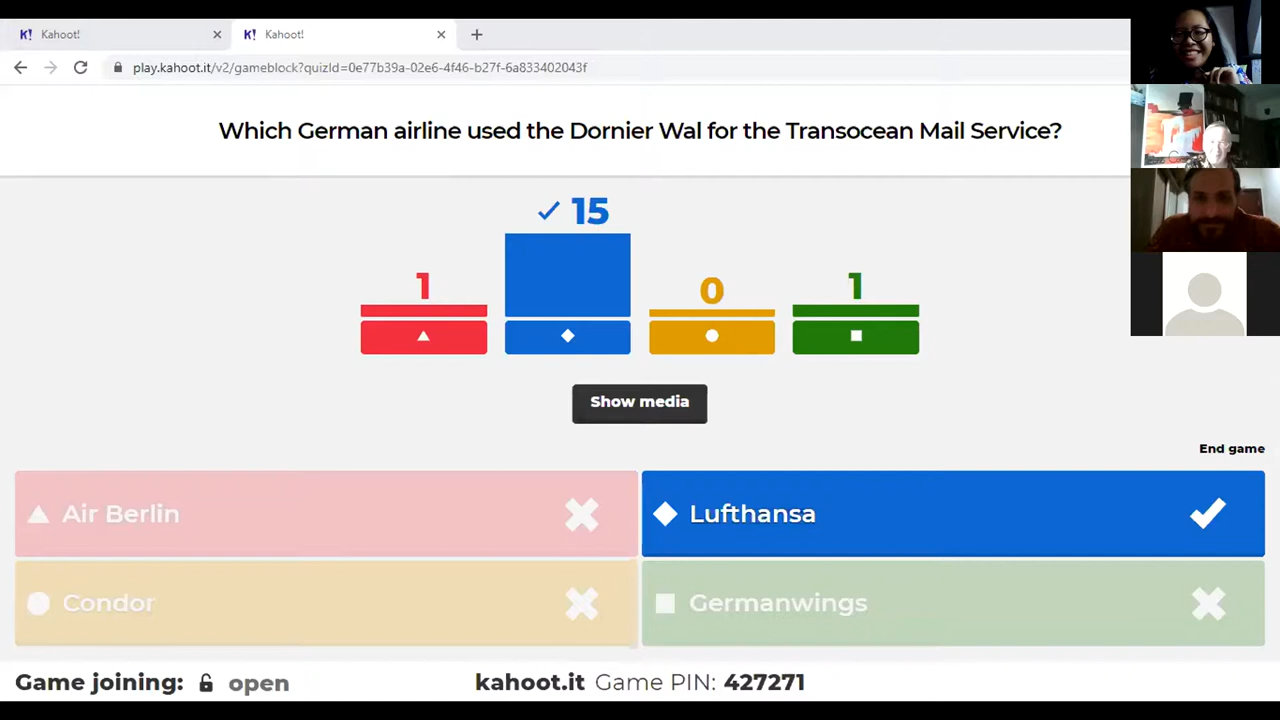 K! Kahoot!
K! Kahoot!
play.kahoot.it/v2/gameblock?quizId=0e77b39a-02e6-4f46-b27f-6a833402043f
Which German airline used the Dornier Wal for the Transocean Mail Service?
15
1
0
1
Show media
End game
Air Berlin
Lufthansa
Condor
Germanwings
Game joining: open
kahoot.it Game PIN: 427271